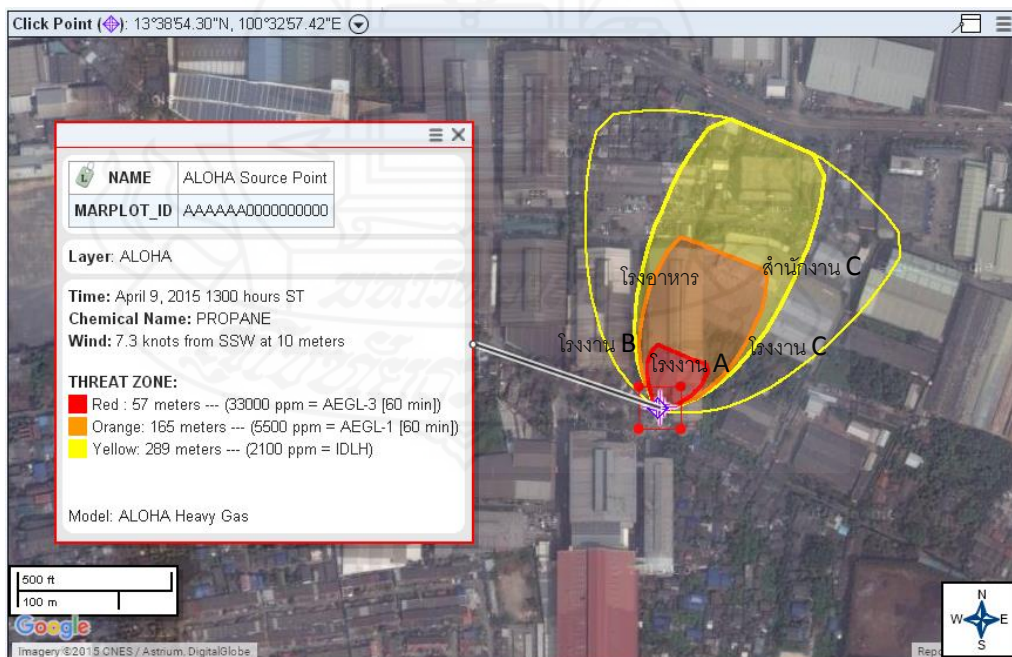 Click Point (): 13°38'54.30"N, 100°32'57.42"E
NAME ALOHA Source Point
MARPLOT_ID AAAAAA0000000000
Layer: ALOHA
Time: April 9, 2015 1300 hours ST
Chemical Name: PROPANE
Wind: 7.3 knots from SSW at 10 meters
THREAT ZONE:
Red : 57 meters --- (33000 ppm = AEGL-3 [60 min])
Orange: 165 meters --- (5500 ppm = AEGL-1 [60 min])
Yellow: 289 meters --- (2100 ppm = IDLH)
Model: ALOHA Heavy Gas
โรงอาหาร
สำนักงาน C
โรงงาน B
โรงงาน C
โรงงาน A
500 ft
100 m
Google
Imagery ©2015 CNES / Astrium, DigitalGlobe
Repo
N
W E
S